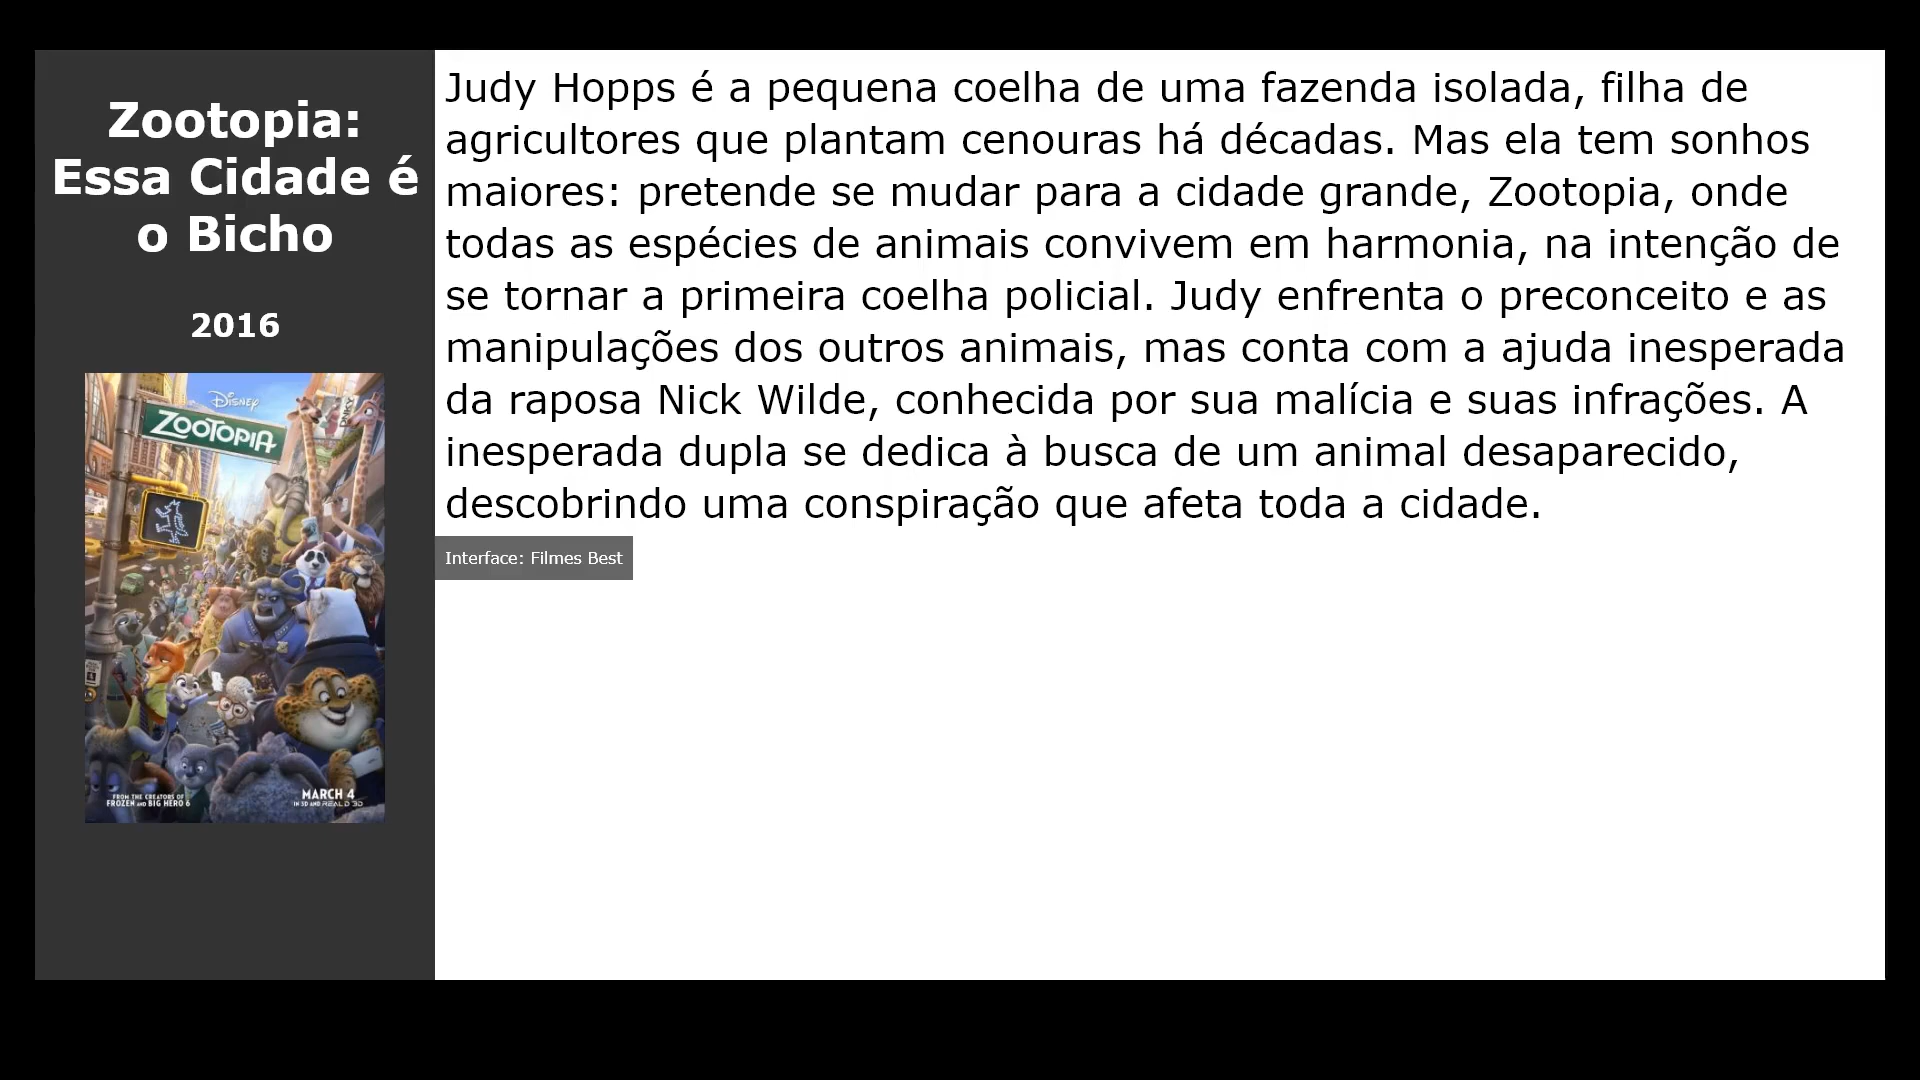 Zootopia:
Essa Cidade é
o Bicho
2016
DISNEY
ZOOTOPIA
FROM THE CREATORS OF
FROZEN AND BIG HERO 6
MARCH 4
IN 3D AND REAL D 3D
Judy Hopps é a pequena coelha de uma fazenda isolada, filha de
agricultores que plantam cenouras há décadas. Mas ela tem sonhos
maiores: pretende se mudar para a cidade grande, Zootopia, onde
todas as espécies de animais convivem em harmonia, na intenção de
se tornar a primeira coelha policial. Judy enfrenta o preconceito e as
manipulações dos outros animais, mas conta com a ajuda inesperada
da raposa Nick Wilde, conhecida por sua malícia e suas infrações. A
inesperada dupla se dedica à busca de um animal desaparecido,
descobrindo uma conspiração que afeta toda a cidade.
Interface: Filmes Best